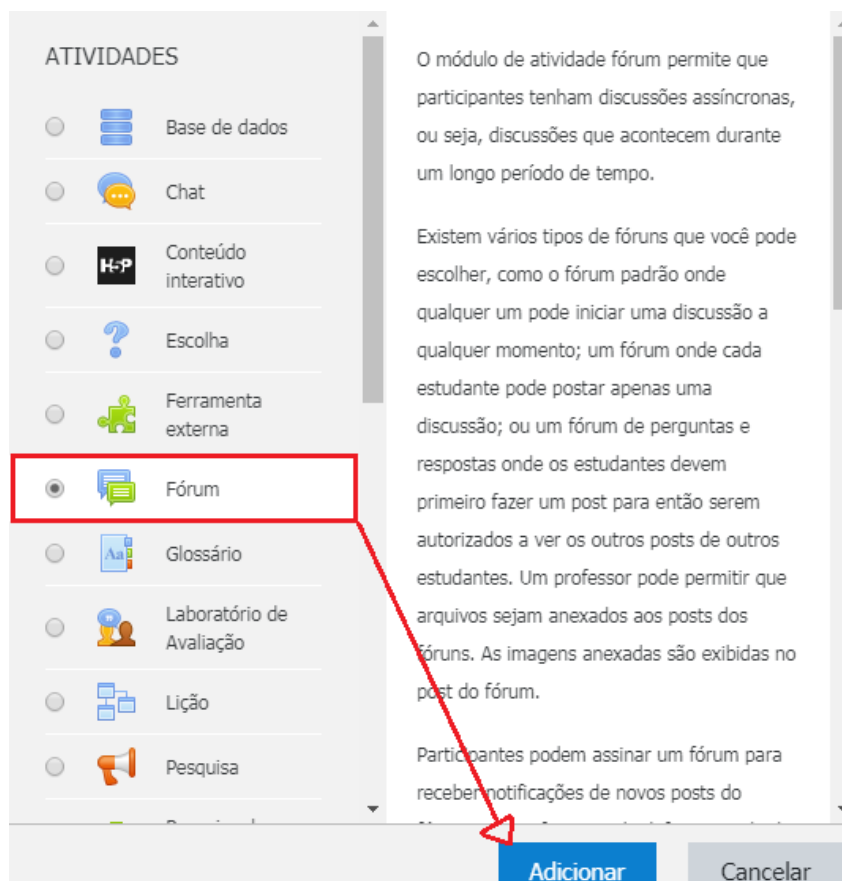 ATIVIDADES
Base de dados
Chat
H5P
Conteúdo
interativo
?
Escolha
Ferramenta
externa
Fórum
Aa
Glossário
Laboratório de
Avaliação
Lição
Pesquisa
O módulo de atividade fórum permite que
participantes tenham discussões assíncronas,
ou seja, discussões que acontecem durante
um longo período de tempo.
Existem vários tipos de fóruns que você pode
escolher, como o fórum padrão onde
qualquer um pode iniciar uma discussão a
qualquer momento; um fórum onde cada
estudante pode postar apenas uma
discussão; ou um fórum de perguntas e
respostas onde os estudantes devem
primeiro fazer um post para então serem
autorizados a ver os outros posts de outros
estudantes. Um professor pode permitir que
arquivos sejam anexados aos posts dos
fóruns. As imagens anexadas são exibidas no
post do fórum.
Participantes podem assinar um fórum para
receber notificações de novos posts do
Adicionar
Cancelar